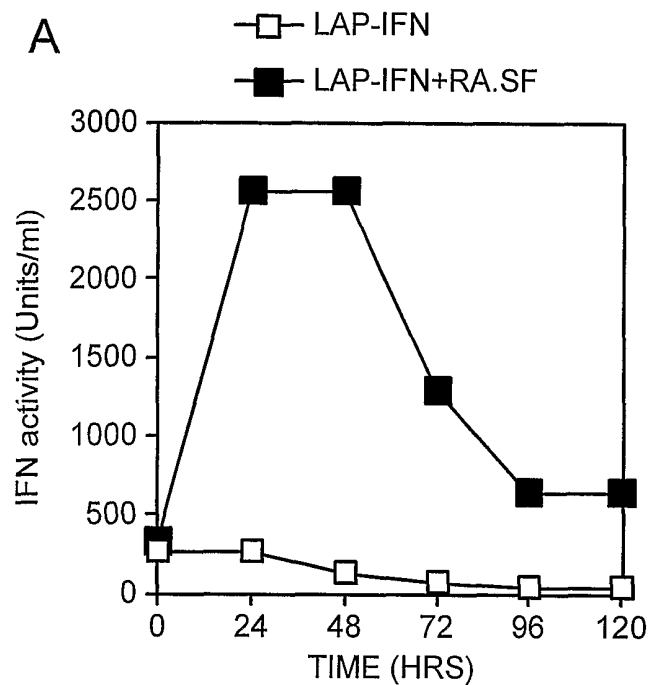 A
LAP-IFN
LAP-IFN+RA.SF
3000
2500
2000
1500
1000
500
0
IFN activity (Units/ml)
0 24 48 72 96 120
TIME (HRS)